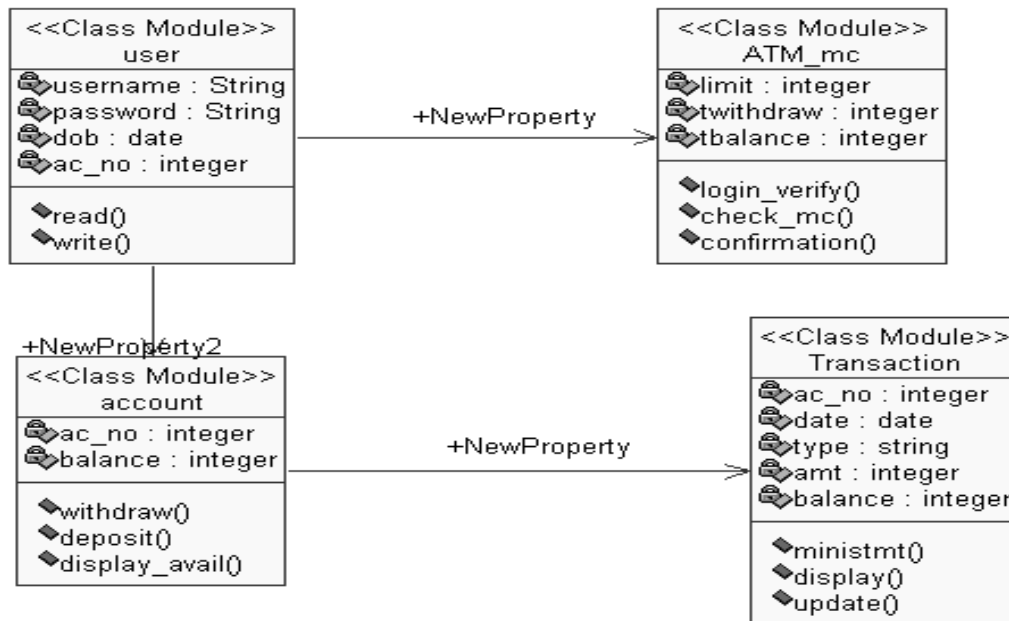 <<Class Module>>
user
username : String
password : String
dob : date
ac_no : integer
read()
write()
+NewProperty
<<Class Module>>
ATM_mc
limit : integer
twithdraw : integer
tbalance : integer
login_verify()
check_mc()
confirmation()
+NewProperty2
<<Class Module>>
account
ac_no : integer
balance : integer
withdraw()
deposit()
display_avail()
+NewProperty
<<Class Module>>
Transaction
ac_no : integer
date : date
type : string
amt : integer
balance : integer
ministmt()
display()
update()